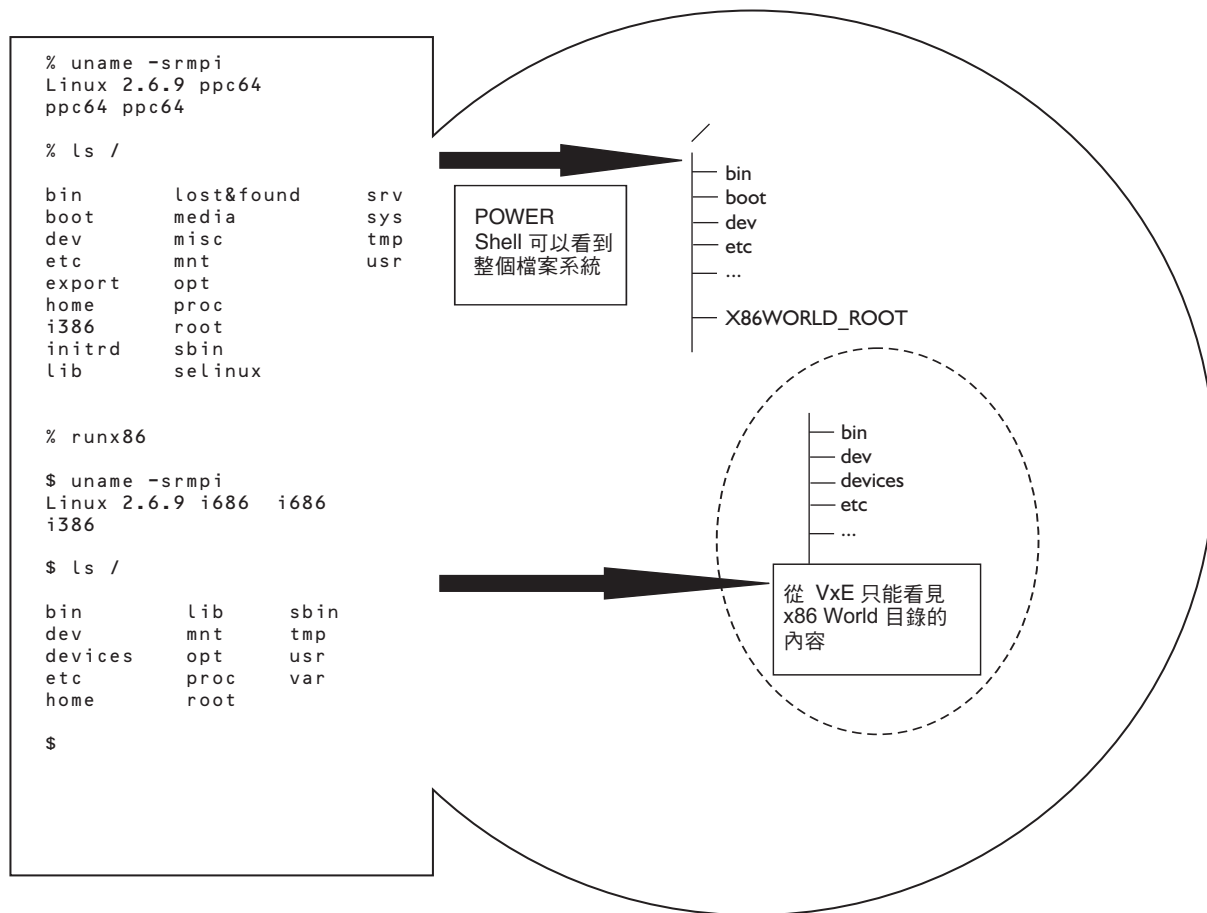 % uname -srmpi
Linux 2.6.9 ppc64
ppc64 ppc64
% ls /
bin lost&found srv
boot media sys
dev misc tmp
etc mnt usr
export opt
home proc
i386 root
initrd sbin
lib selinux
% runx86
$ uname -srmpi
Linux 2.6.9 i686 i686
i386
$ ls /
bin lib sbin
dev mnt tmp
devices opt usr
etc proc var
home root
$
POWER
Shell 可以看到
整個檔案系統
/
bin
boot
dev
etc
...
X86WORLD_ROOT
bin
dev
devices
etc
...
從 VxE 只能看見
x86 World 目錄的
內容